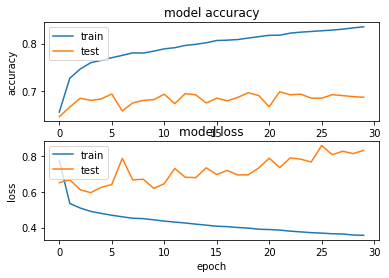 model accuracy
train
test
accuracy
0.8
0.7
0 5 10 15 20 25 30
model loss
train
test
loss
0.8
0.6
0.4
0 5 10 15 20 25 30
epoch